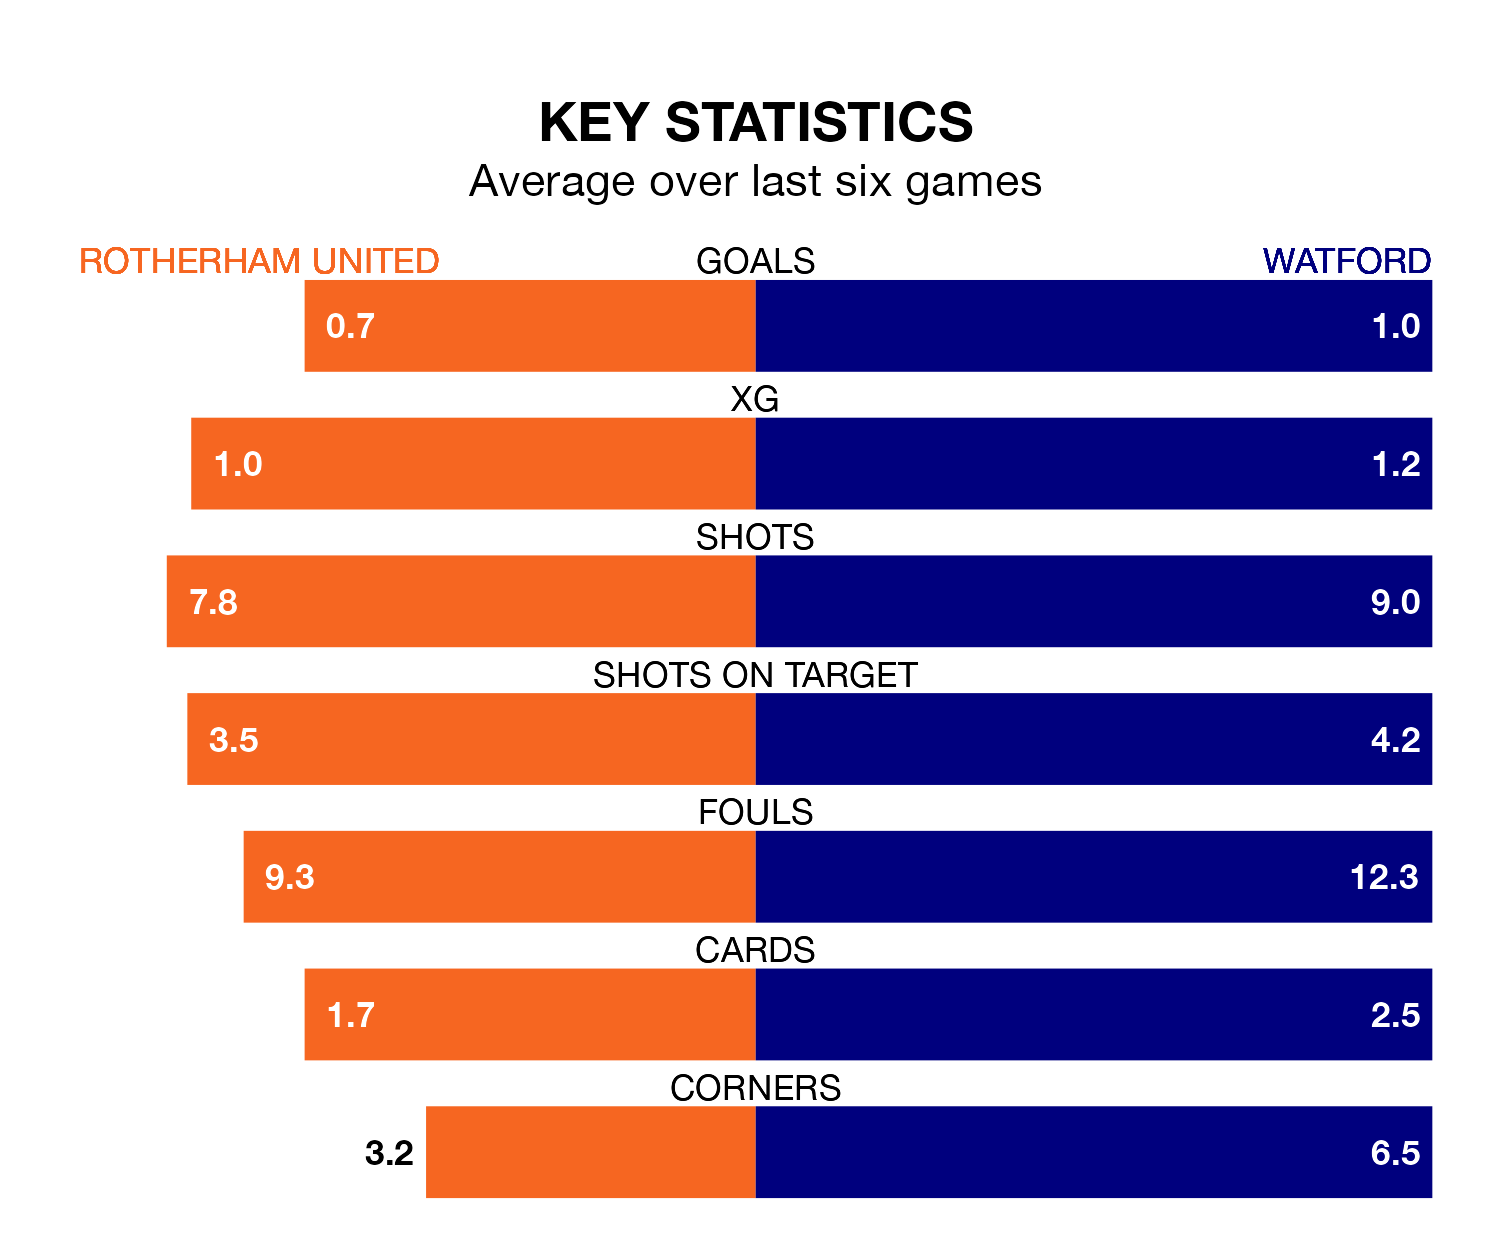 KEY STATISTICS
Average over last six games
ROTHERHAM UNITED GOALS WATFORD
0.7 1.0
XG
1.0 1.2
SHOTS
7.8 9.0
SHOTS ON TARGET
3.5 4.2
FOULS
9.3 12.3
CARDS
1.7 2.5
CORNERS
3.2 6.5